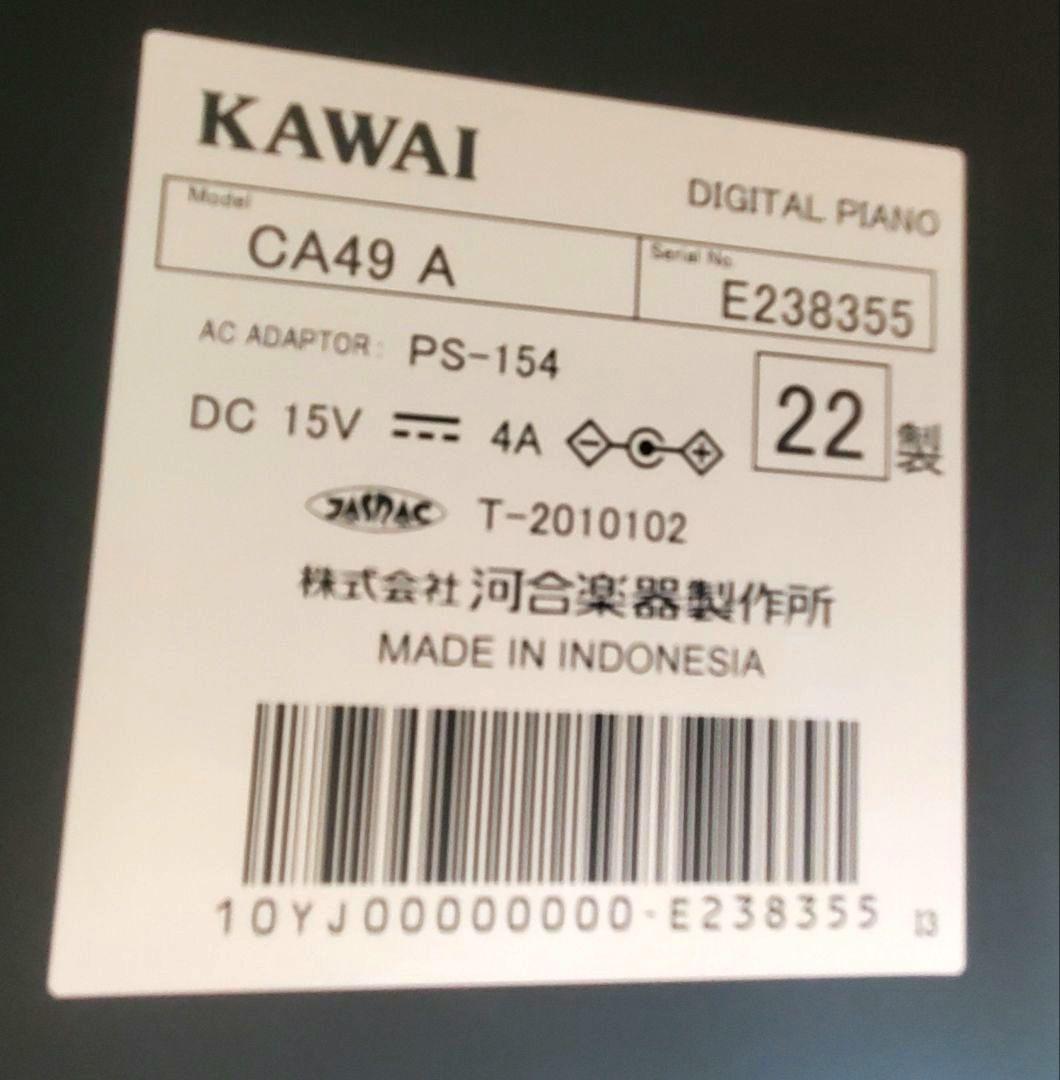 KAWAI
DIGITAL PIANO
Model
CA49 A
Serial No.
E238355
AC ADAPTOR: PS-154
DC 15V 4A
22 製
JASRAC T-2010102
株式会社 河合楽器製作所
MADE IN INDONESIA
10YJ00000000-E238355
13